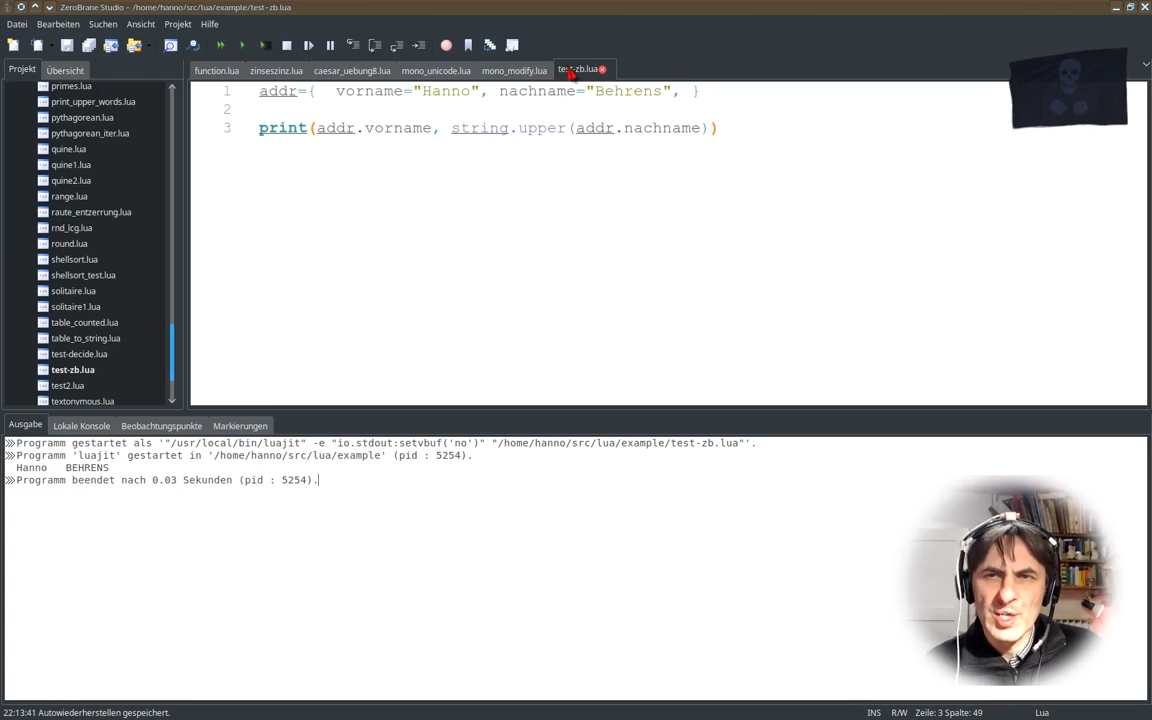 ZeroBrane Studio - /home/hanno/src/lua/example/test-zb.lua
Datei Bearbeiten Suchen Ansicht Projekt Hilfe
Projekt Übersicht
function.lua zinseszinz.lua caesar_uebung8.lua mono_unicode.lua mono_modify.lua test-zb.lua
primes.lua
print_upper_words.lua
pythagorean.lua
pythagorean_iter.lua
quine.lua
quine1.lua
quine2.lua
range.lua
raute_entzerrung.lua
rnd_lcg.lua
round.lua
shellsort.lua
shellsort_test.lua
solitaire.lua
solitaire1.lua
table_counted.lua
table_to_string.lua
test-decide.lua
test-zb.lua
test2.lua
textonymous.lua
1 addr={  vorname="Hanno", nachname="Behrens", }
2
3 print(addr.vorname, string.upper(addr.nachname))
Ausgabe Lokale Konsole Beobachtungspunkte Markierungen
Programm gestartet als '"/usr/local/bin/luajit" -e "io.stdout:setvbuf('no')" "/home/hanno/src/lua/example/test-zb.lua"'.
Programm 'luajit' gestartet in '/home/hanno/src/lua/example' (pid : 5254).
Hanno   BEHRENS
Programm beendet nach 0.03 Sekunden (pid : 5254).
22:13:41 Autowiederherstellen gespeichert. INS R/W Zeile: 3 Spalte: 49 Lua